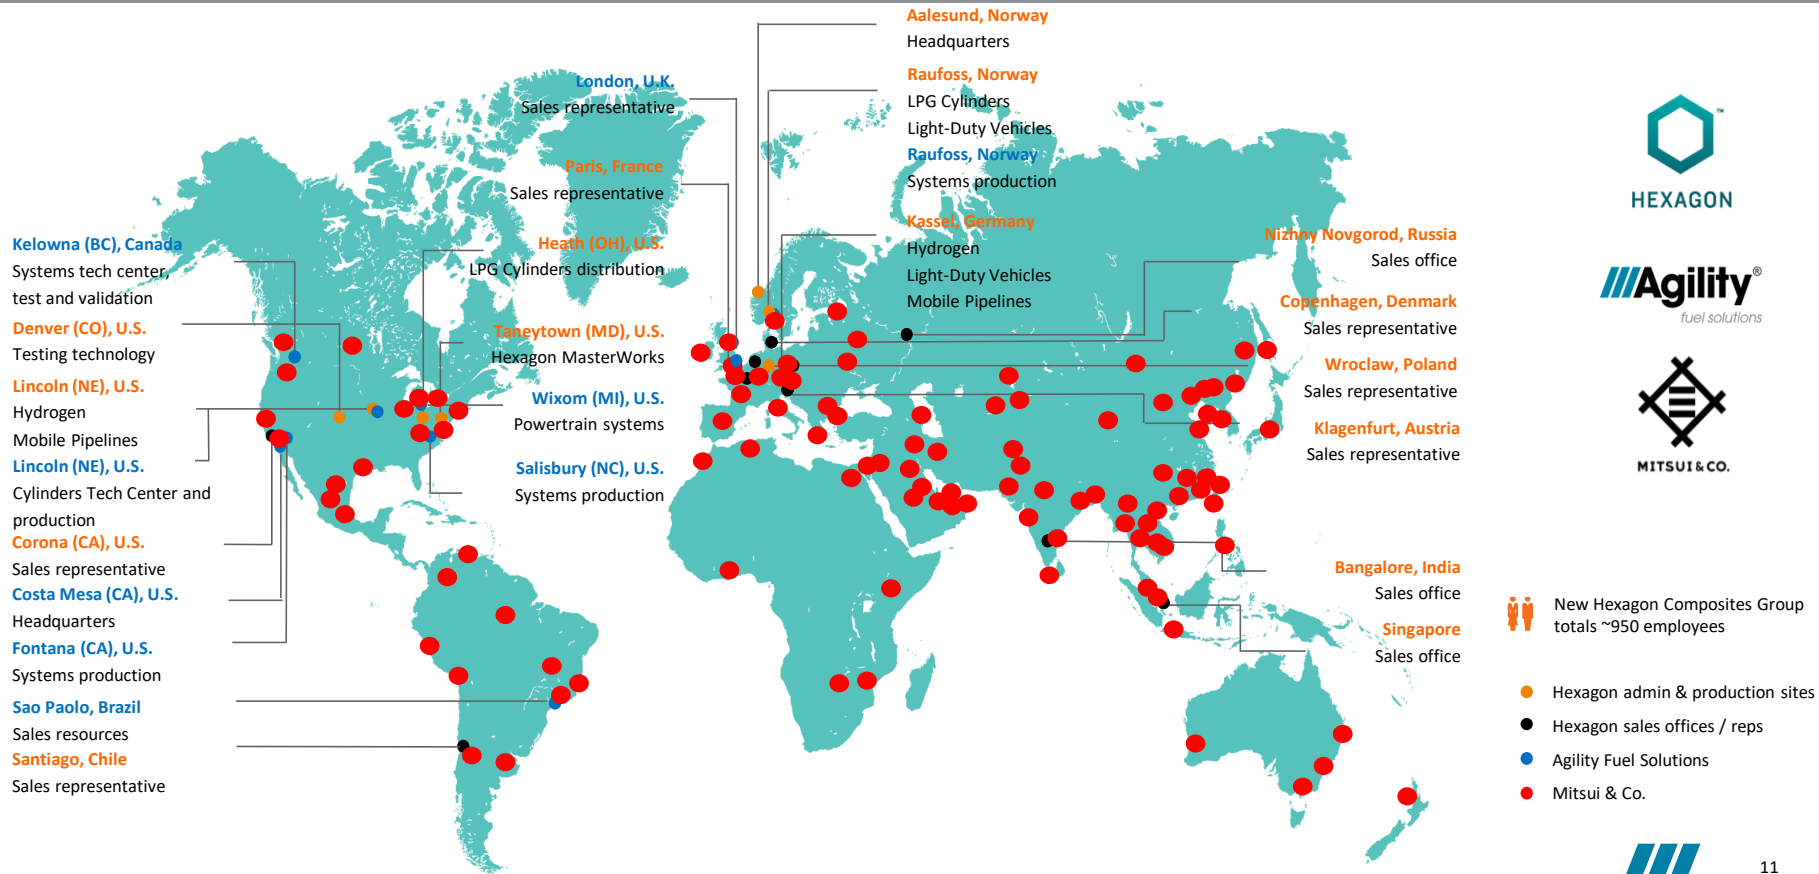 Aalesund, Norway
Headquarters
Raufoss, Norway
LPG Cylinders
Light-Duty Vehicles
Raufoss, Norway
Systems production
Kassel, Germany
Hydrogen
Light-Duty Vehicles
Mobile Pipelines
London, U.K.
Sales representative
Paris, France
Sales representative
Heath (OH), U.S.
LPG Cylinders distribution
Taneytown (MD), U.S.
Hexagon MasterWorks
Wixom (MI), U.S.
Powertrain systems
Salisbury (NC), U.S.
Systems production
Kelowna (BC), Canada
Systems tech center,
test and validation
Denver (CO), U.S.
Testing technology
Lincoln (NE), U.S.
Hydrogen
Mobile Pipelines
Lincoln (NE), U.S.
Cylinders Tech Center and
production
Corona (CA), U.S.
Sales representative
Costa Mesa (CA), U.S.
Headquarters
Fontana (CA), U.S.
Systems production
Sao Paolo, Brazil
Sales resources
Santiago, Chile
Sales representative
Nizhny Novgorod, Russia
Sales office
Copenhagen, Denmark
Sales representative
Wroclaw, Poland
Sales representative
Klagenfurt, Austria
Sales representative
Bangalore, India
Sales office
Singapore
Sales office
™
HEXAGON
Agility®
fuel solutions
MITSUI & CO.
New Hexagon Composites Group
totals ~950 employees
Hexagon admin & production sites
Hexagon sales offices / reps
Agility Fuel Solutions
Mitsui & Co.
11